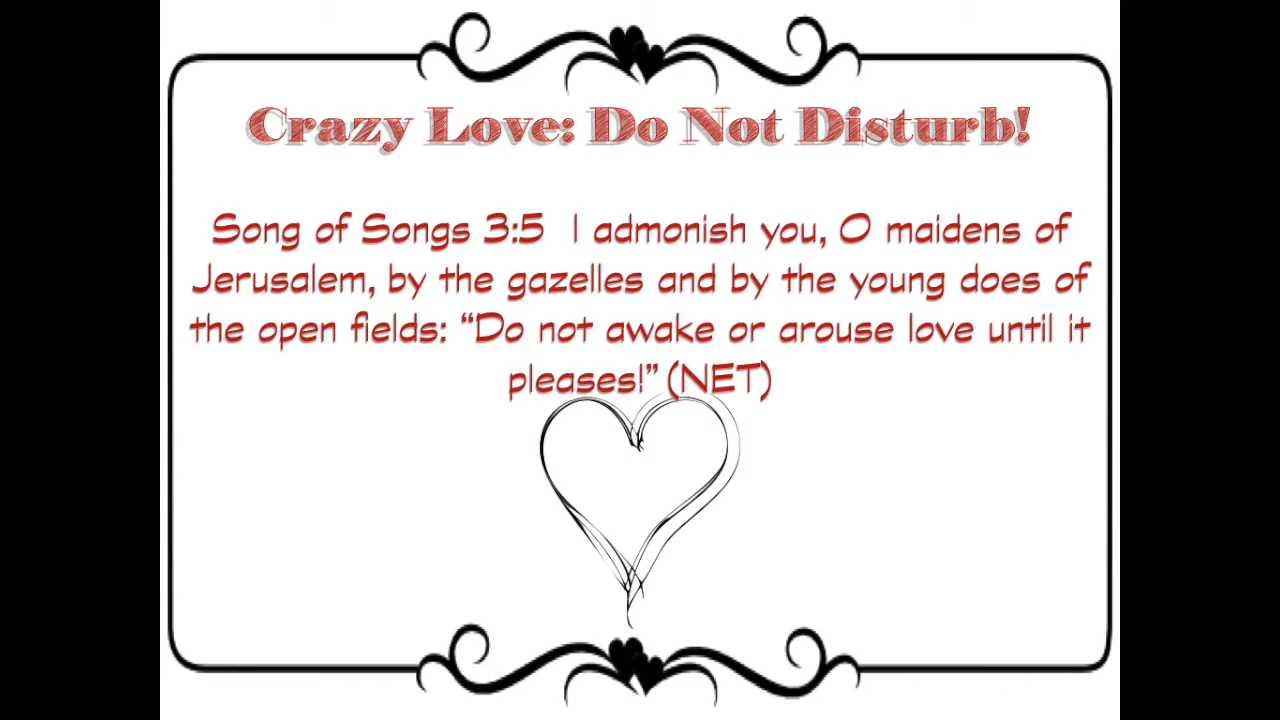 Crazy Love: Do Not Disturb!
Song of Songs 3:5  I admonish you, O maidens of
Jerusalem, by the gazelles and by the young does of
the open fields: “Do not awake or arouse love until it
pleases!” (NET)